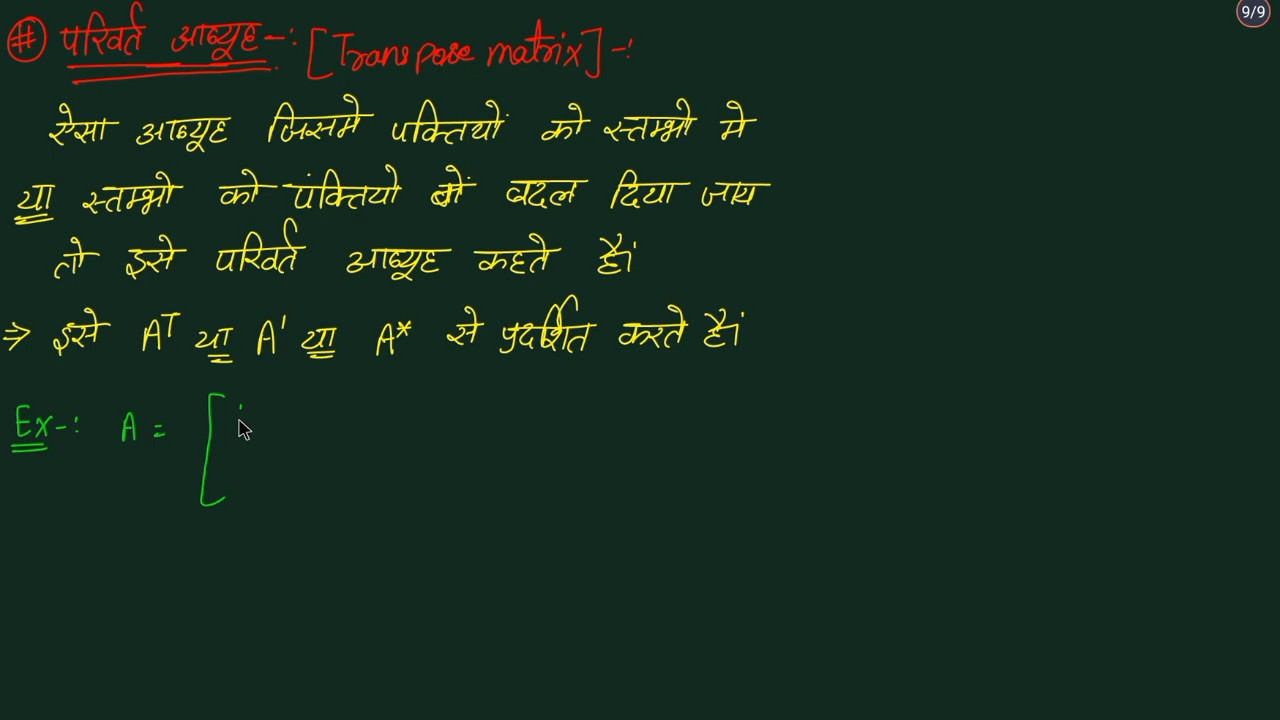 9/9
# परिवर्त आव्यूह -: [Transpose matrix] -:
ऐसा आव्यूह जिसमे पक्तियों को स्तम्भो मे
या स्तम्भो को पंक्तियो में बदल दिया जाय
तो इसे परिवर्त आव्यूह कहते हैं।
⇒ इसे Aᵀ या A' या A* से प्रदर्शित करते हैं।
Ex-: A = [